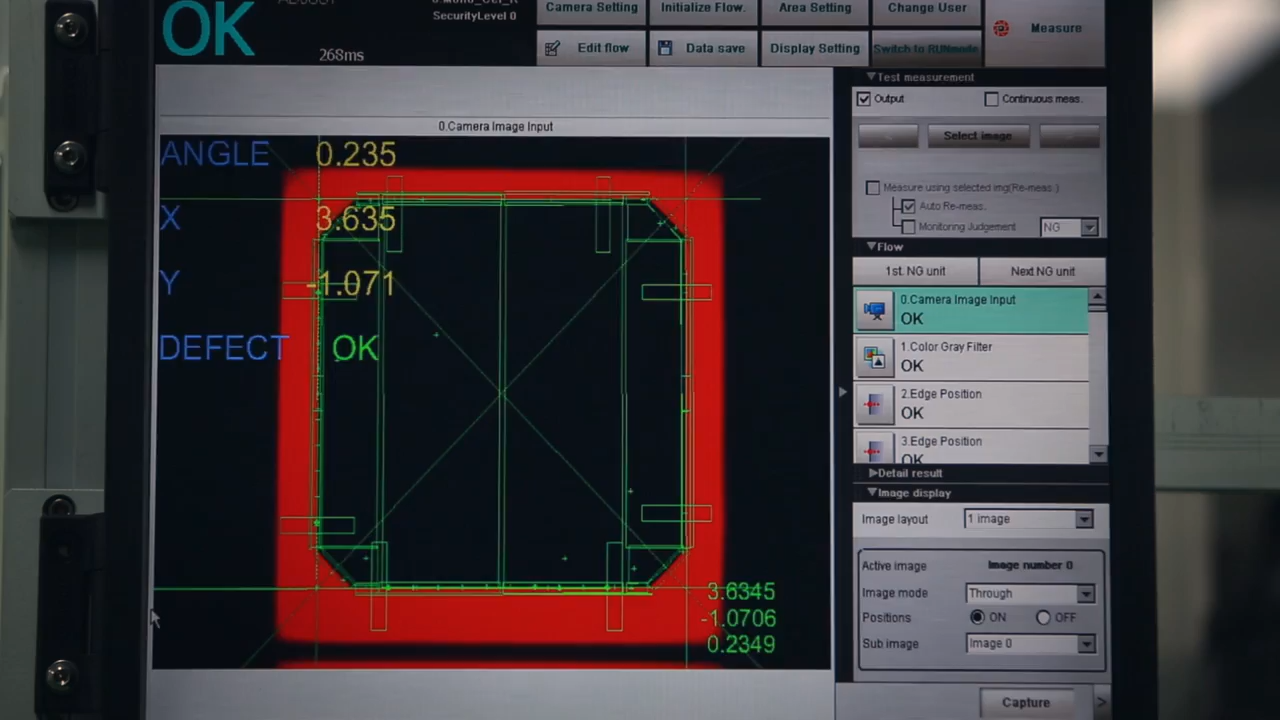 OK
268ms
SecurityLevel 0
Camera Setting
Initialize Flow.
Area Setting
Change User
Measure
Edit flow
Data save
Display Setting
Switch to RUNmode
0.Camera Image Input
ANGLE 0.235
X 3.635
Y -1.071
DEFECT OK
3.6345
-1.0706
0.2349
Test measurement
Output
Continuous meas.
Select image
Measure using selected img(Re-meas.)
Auto Re-meas.
Monitoring Judgement
NG
Flow
1st. NG unit
Next NG unit
0.Camera Image Input
OK
1.Color Gray Filter
OK
2.Edge Position
OK
3.Edge Position
OK
Detail result
Image display
Image layout
1 image
Active image
Image number 0
Image mode
Through
Positions
ON
OFF
Sub image
Image 0
Capture
>